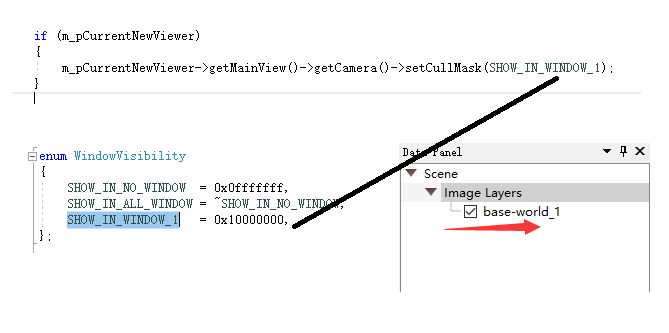 if (m_pCurrentNewViewer)
{
m_pCurrentNewViewer->getMainView()->getCamera()->setCullMask(SHOW_IN_WINDOW_1);
}
enum WindowVisibility
{
SHOW_IN_NO_WINDOW = 0x0fffffff,
SHOW_IN_ALL_WINDOW = ~SHOW_IN_NO_WINDOW,
SHOW_IN_WINDOW_1 = 0x10000000,
};
Data Panel
Scene
Image Layers
base-world_1